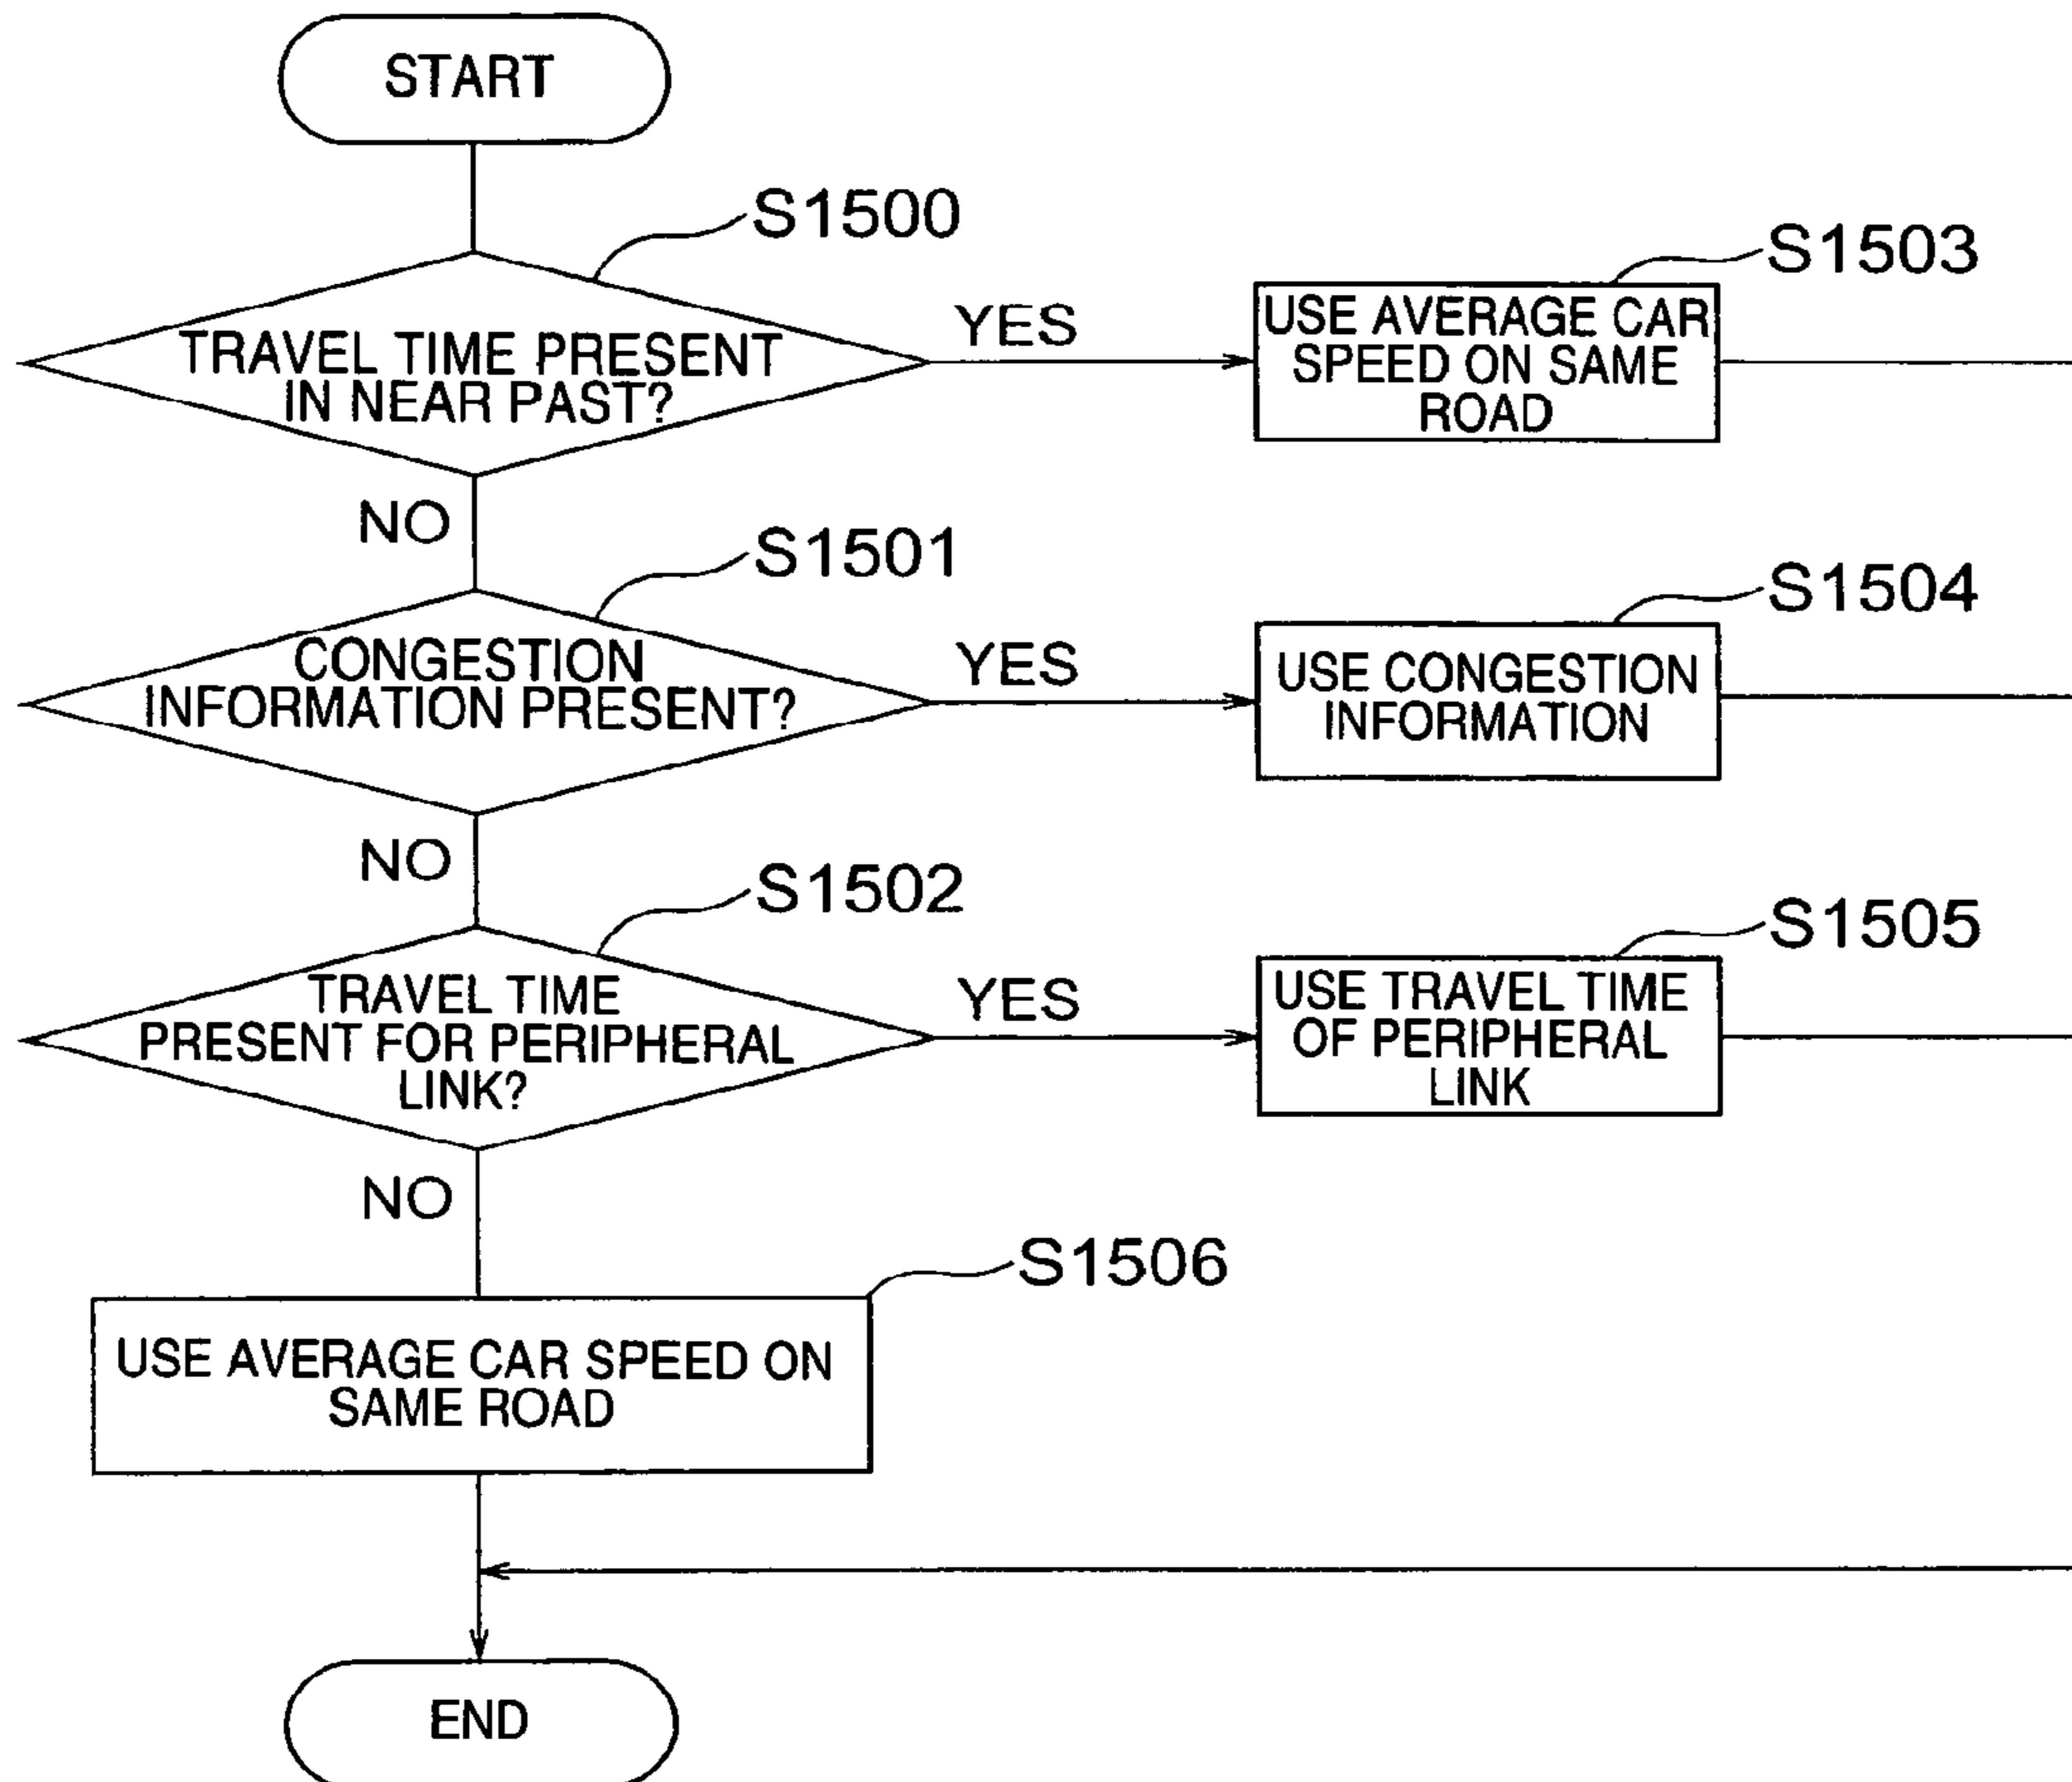 START
S1500
TRAVEL TIME PRESENT
IN NEAR PAST?
YES
S1503
USE AVERAGE CAR
SPEED ON SAME
ROAD
NO
S1501
CONGESTION
INFORMATION PRESENT?
YES
S1504
USE CONGESTION
INFORMATION
NO
S1502
TRAVEL TIME
PRESENT FOR PERIPHERAL
LINK?
YES
S1505
USE TRAVEL TIME
OF PERIPHERAL
LINK
NO
S1506
USE AVERAGE CAR SPEED ON
SAME ROAD
END